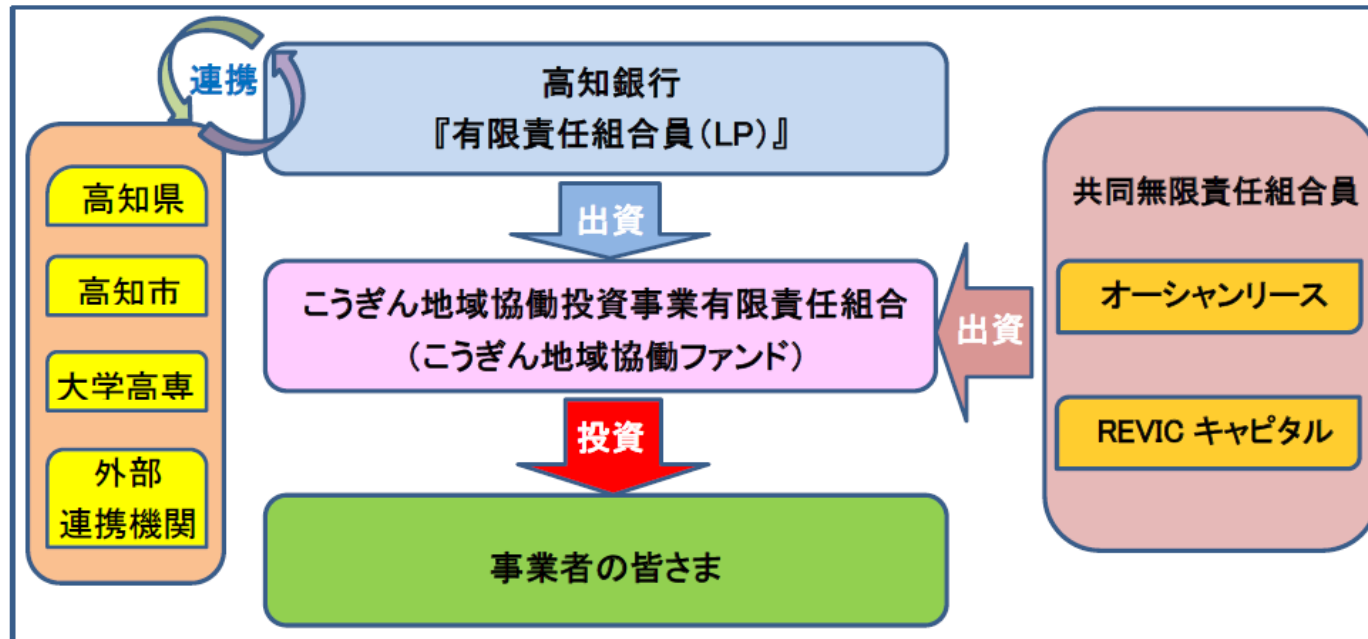 連携
高知銀行
『有限責任組合員(LP)』
高知県
高知市
大学高専
外部
連携機関
出資
こうぎん地域協働投資事業有限責任組合
(こうぎん地域協働ファンド)
出資
共同無限責任組合員
オーシャンリース
REVIC キャピタル
投資
事業者の皆さま